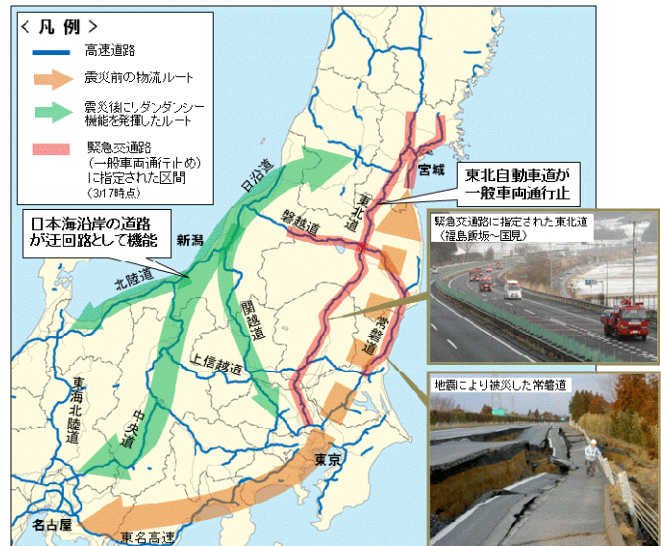 < 凡 例 >
高速道路
震災前の物流ルート
震災後にリダンダンシー
機能を発揮したルート
緊急交通路
(一般車両通行止め)
に指定された区間
(3/17時点)
日沿道
宮城
東北自動車道が
一般車両通行止
東北道
日本海沿岸の道路
が迂回路として機能
新潟
磐越道
緊急交通路に指定された東北道
(福島飯坂~国見)
北陸道
関越道
常磐道
上信越道
地震により被災した常磐道
東海北陸道
中央道
東京
名古屋
東名高速